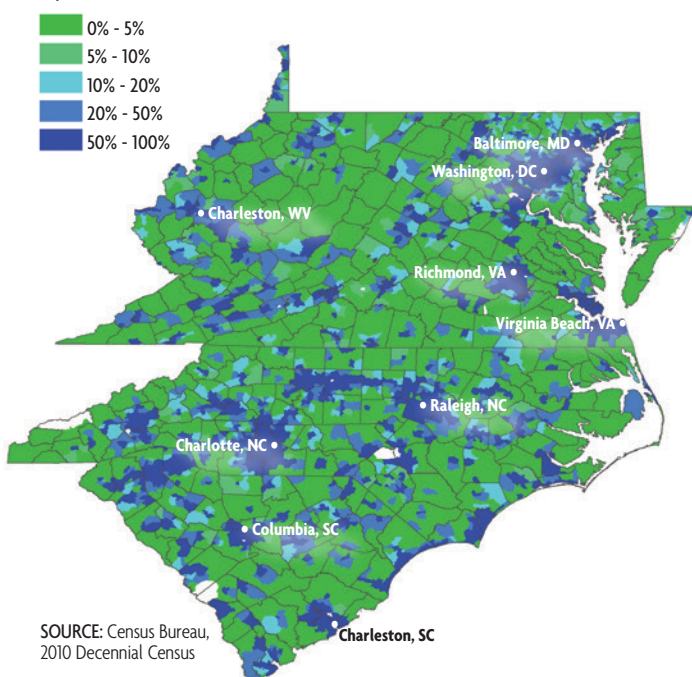 0% - 5%
5% - 10%
10% - 20%
20% - 50%
50% - 100%
Baltimore, MD
Washington, DC
Charleston, WV
Richmond, VA
Virginia Beach, VA
Raleigh, NC
Charlotte, NC
Columbia, SC
Charleston, SC
SOURCE: Census Bureau,
2010 Decennial Census